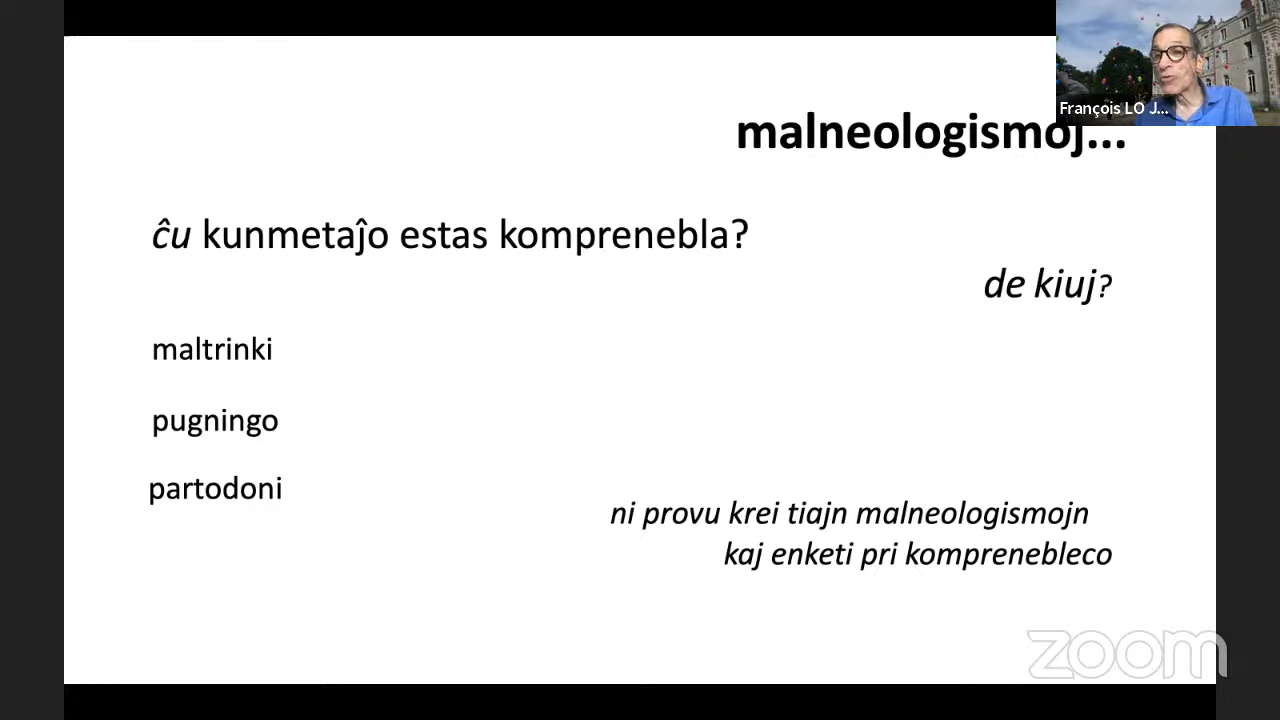 François LO J...
malneologismoj...
ĉu kunmetaĵo estas komprenebla?
de kiuj?
maltrinki
pugningo
partodoni
ni provu krei tiajn malneologismojn
kaj enketi pri komprenebleco
zoom